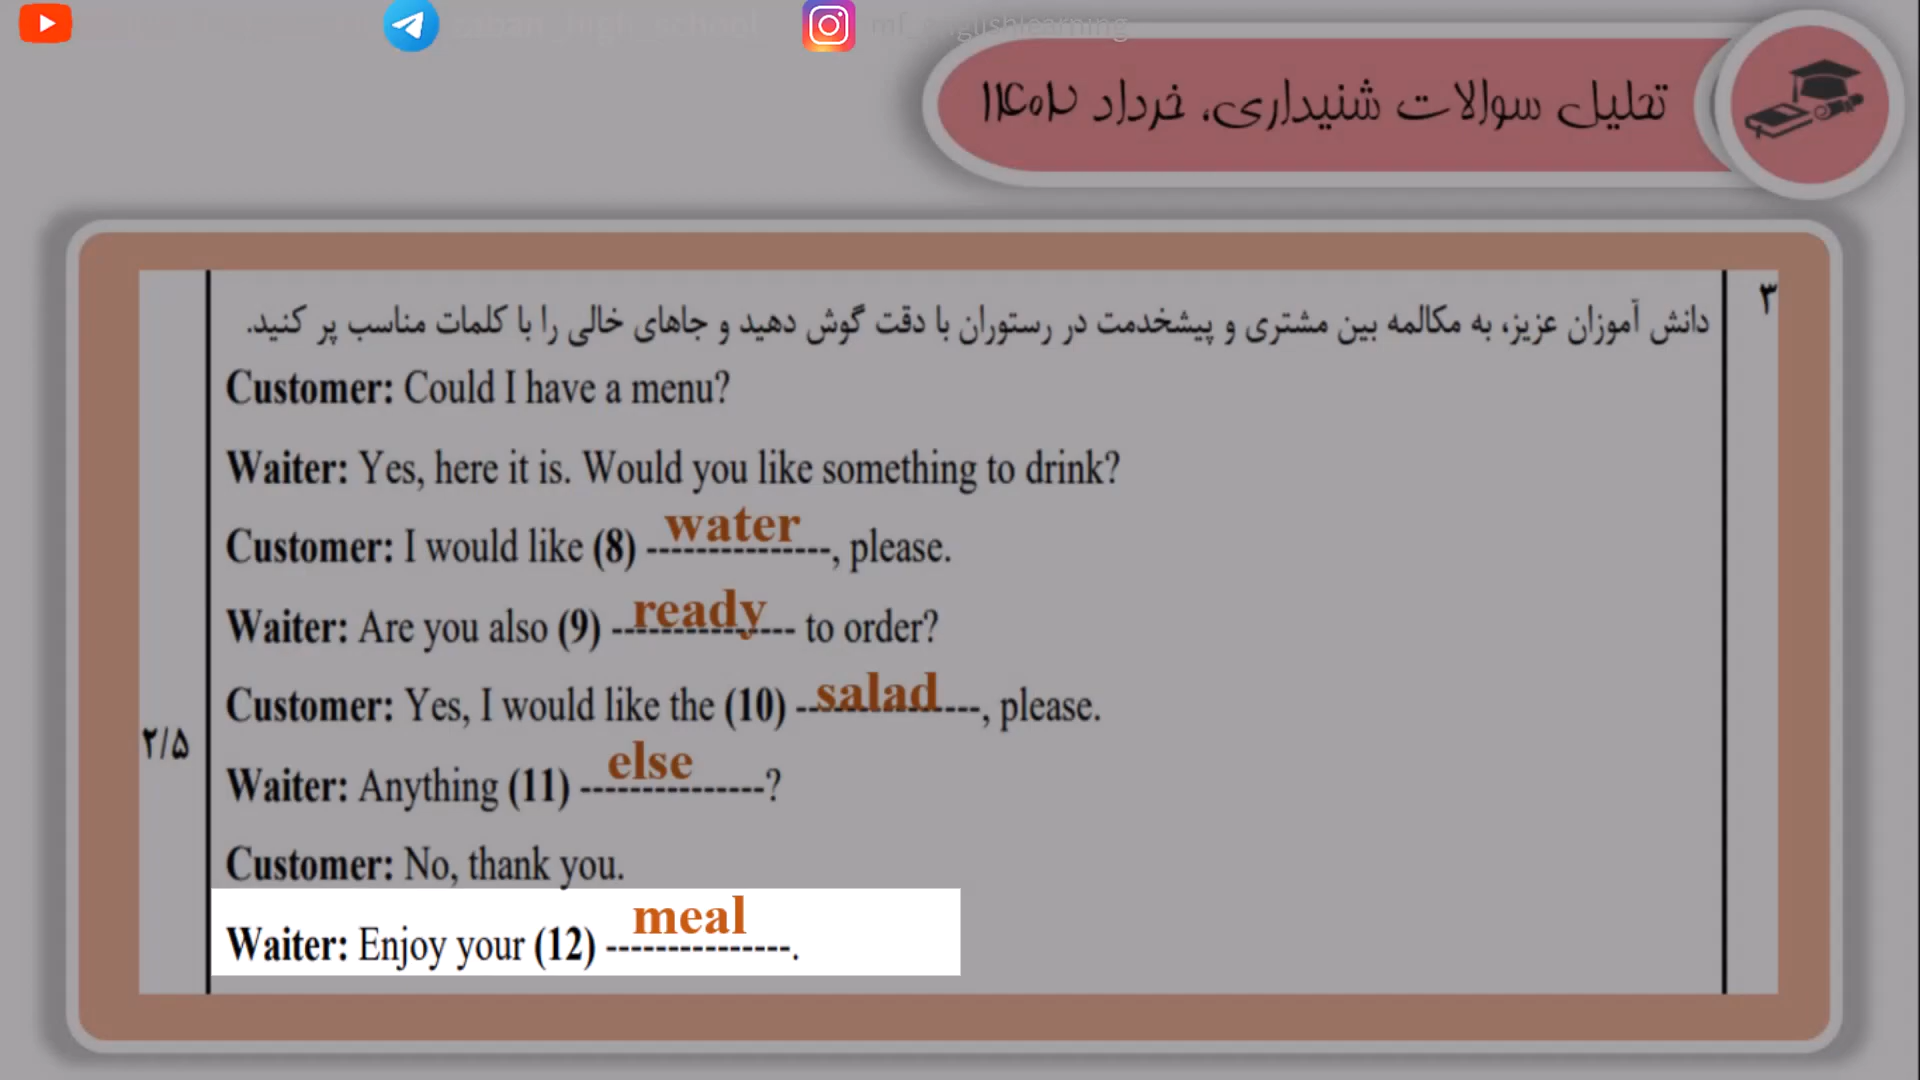 mf_englishlearning
تحلیل سوالات شنیداری، خرداد ۱۴۰۲
۳
دانش آموزان عزیز، به مکالمه بین مشتری و پیشخدمت در رستوران با دقت گوش دهید و جاهای خالی را با کلمات مناسب پر کنید.
Customer: Could I have a menu?
Waiter: Yes, here it is. Would you like something to drink?
Customer: I would like (8) water ---------------, please.
Waiter: Are you also (9) ready --------------- to order?
Customer: Yes, I would like the (10) salad ---------------, please.
۲/۵
Waiter: Anything (11) else ---------------?
Customer: No, thank you.
Waiter: Enjoy your (12) meal ---------------.